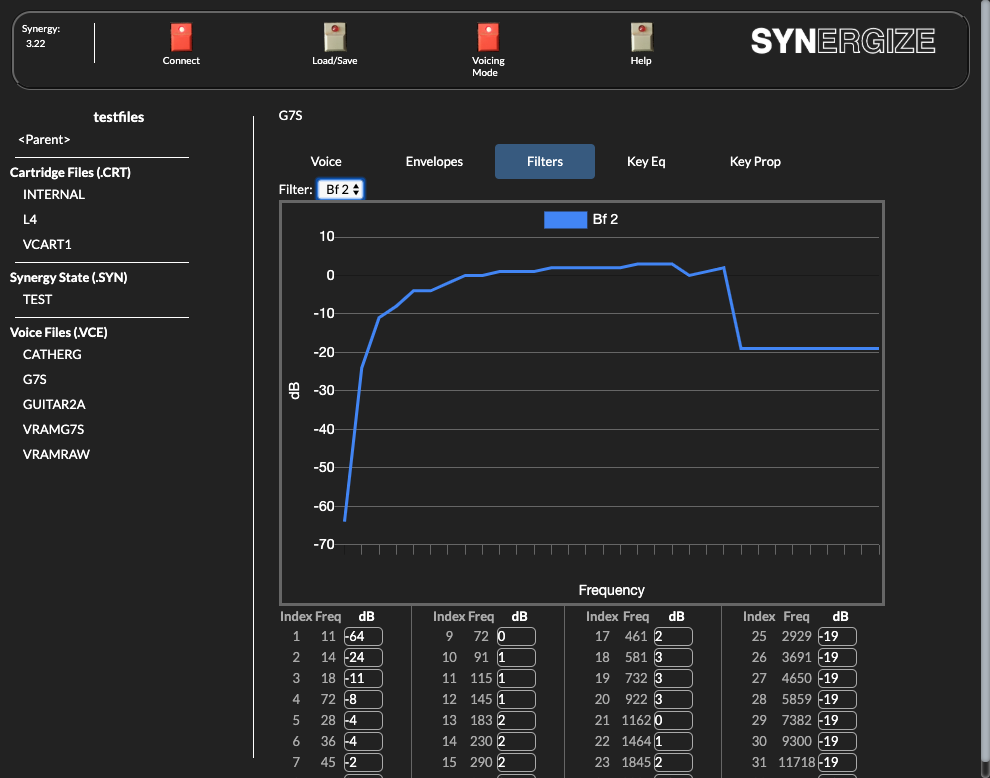 Synergy:
3.22
Connect
Load/Save
Voicing
Mode
Help
SYNERGIZE
testfiles
<Parent>
Cartridge Files (.CRT)
INTERNAL
L4
VCART1
Synergy State (.SYN)
TEST
Voice Files (.VCE)
CATHERG
G7S
GUITAR2A
VRAMG7S
VRAMRAW
G7S
Voice Envelopes Filters Key Eq Key Prop
Filter: Bf 2
Bf 2
10
0
-10
-20
-30
-40
-50
-60
-70
dB
Frequency
Index Freq dB Index Freq dB Index Freq dB Index Freq dB
1 11 -64 9 72 0 17 461 2 25 2929 -19
2 14 -24 10 91 1 18 581 3 26 3691 -19
3 18 -11 11 115 1 19 732 3 27 4650 -19
4 72 -8 12 145 1 20 922 3 28 5859 -19
5 28 -4 13 183 2 21 1162 0 29 7382 -19
6 36 -4 14 230 2 22 1464 1 30 9300 -19
7 45 -2 15 290 2 23 1845 2 31 11718 -19